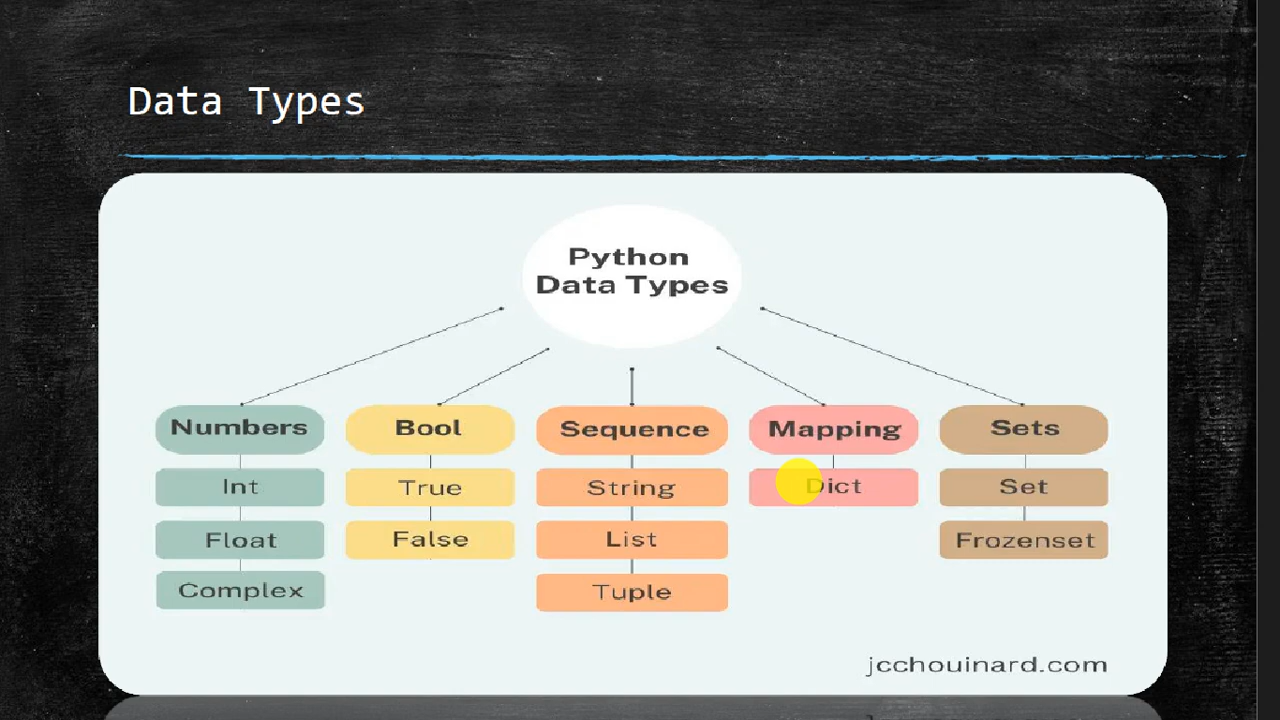 Data Types
Python
Data Types
Numbers
Int
Float
Complex
Bool
True
False
Sequence
String
List
Tuple
Mapping
Dict
Sets
Set
Frozenset
jcchouinard.com